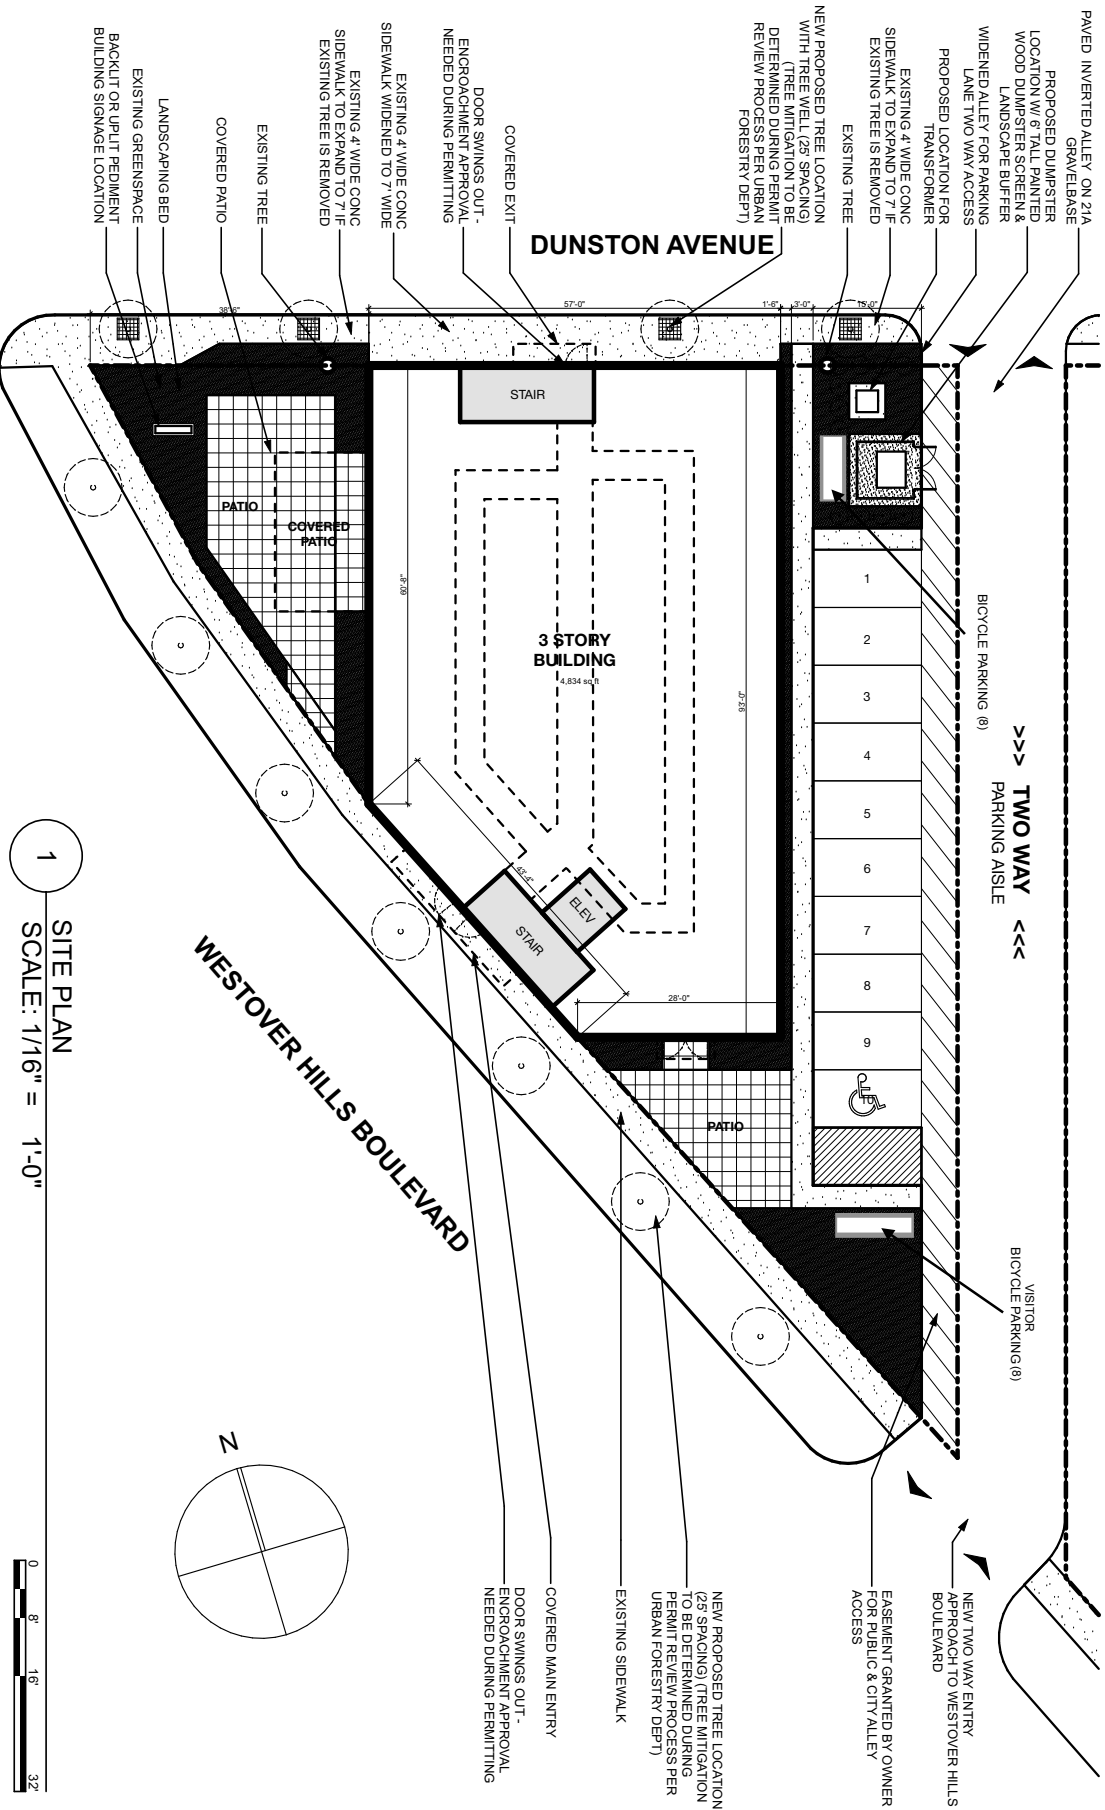 PAVED INVERTED ALLEY ON 21A
GRAVELBASE
PROPOSED DUMPSTER
LOCATION W/ 6' TALL PAINTED
WOOD DUMPSTER SCREEN &
LANDSCAPE BUFFER
WIDENED ALLEY FOR PARKING
LANE TWO WAY ACCESS
PROPOSED LOCATION FOR
TRANSFORMER
EXISTING 4' WIDE CONC
SIDEWALK TO EXPAND TO 7' IF
EXISTING TREE IS REMOVED
EXISTING TREE
NEW PROPOSED TREE LOCATION
WITH TREE WELL (25' SPACING)
(TREE MITIGATION TO BE
DETERMINED DURING PERMIT
REVIEW PROCESS PER URBAN
FORESTRY DEPT)
COVERED EXIT
DOOR SWINGS OUT -
ENCROACHMENT APPROVAL
NEEDED DURING PERMITTING
EXISTING 4' WIDE CONC
SIDEWALK WIDENED TO 7' WIDE
EXISTING 4' WIDE CONC
SIDEWALK TO EXPAND TO 7' IF
EXISTING TREE IS REMOVED
EXISTING TREE
COVERED PATIO
LANDSCAPING BED
EXISTING GREENSPACE
BACKLIT OR UPLIT PEDIMENT
BUILDING SIGNAGE LOCATION
DUNSTON AVENUE
38'-6"
57'-0"
1'-6"
3'-0"
15'-0"
STAIR
PATIO
COVERED
PATIO
60'-8"
3 STORY
BUILDING
4,834 sq ft
93'-0"
43'-4"
ELEV
STAIR
28'-0"
PATIO
1
2
3
4
5
6
7
8
9
BICYCLE PARKING (8)
>>> TWO WAY <<<
PARKING AISLE
VISITOR
BICYCLE PARKING (8)
C
C
C
C
C
C
C
WESTOVER HILLS BOULEVARD
NEW TWO WAY ENTRY
APPROACH TO WESTOVER HILLS
BOULEVARD
EASEMENT GRANTED BY OWNER
FOR PUBLIC & CITY ALLEY
ACCESS
NEW PROPOSED TREE LOCATION
(25' SPACING) (TREE MITIGATION
TO BE DETERMINED DURING
PERMIT REVIEW PROCESS PER
URBAN FORESTRY DEPT)
EXISTING SIDEWALK
COVERED MAIN ENTRY
DOOR SWINGS OUT -
ENCROACHMENT APPROVAL
NEEDED DURING PERMITTING
N
1
SITE PLAN
SCALE: 1/16" = 1'-0"
0 8' 16' 32'